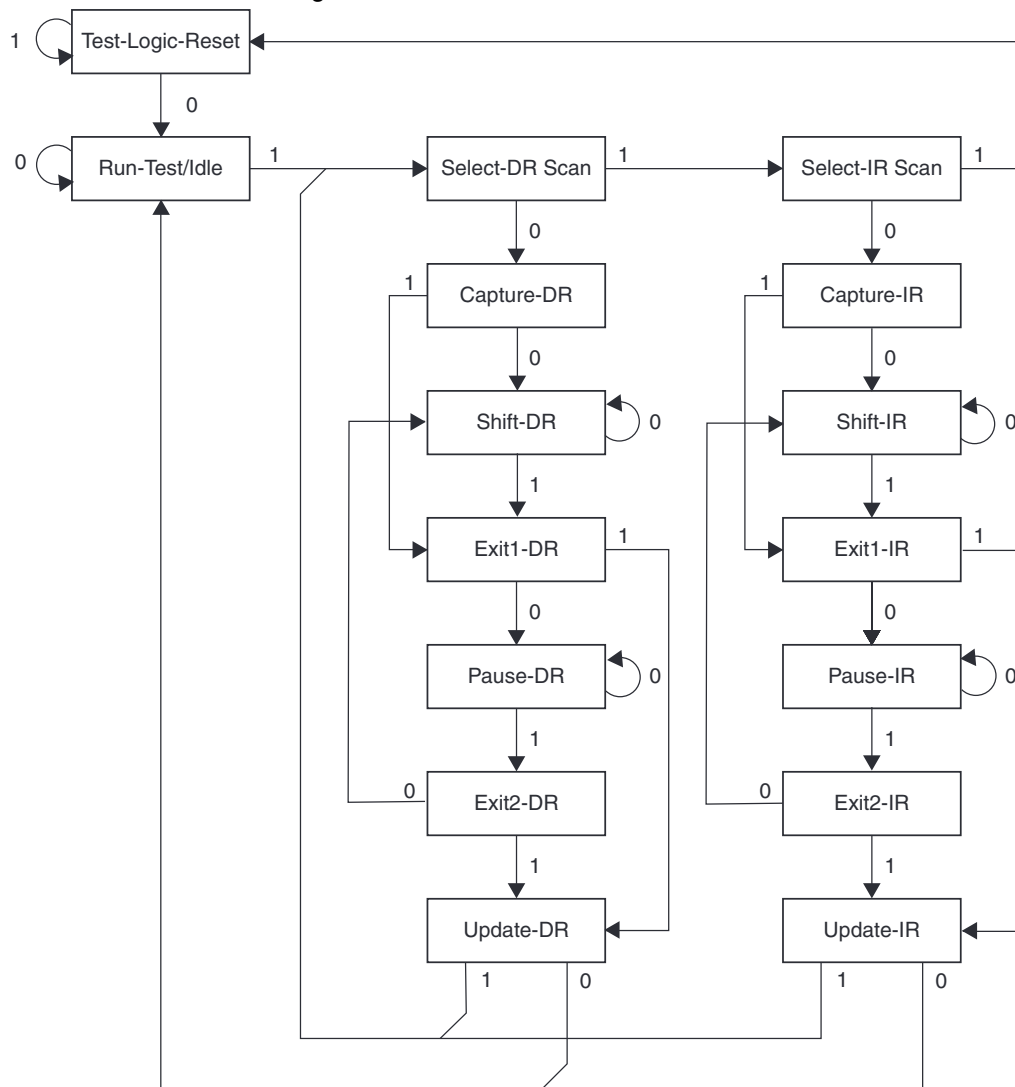 1
Test-Logic-Reset
0
0
Run-Test/Idle
1
Select-DR Scan
1
Select-IR Scan
1
0
0
1
Capture-DR
1
Capture-IR
0
0
Shift-DR
0
Shift-IR
0
1
1
Exit1-DR
1
Exit1-IR
1
0
0
Pause-DR
0
Pause-IR
0
1
1
0
Exit2-DR
0
Exit2-IR
1
1
Update-DR
Update-IR
1
0
1
0